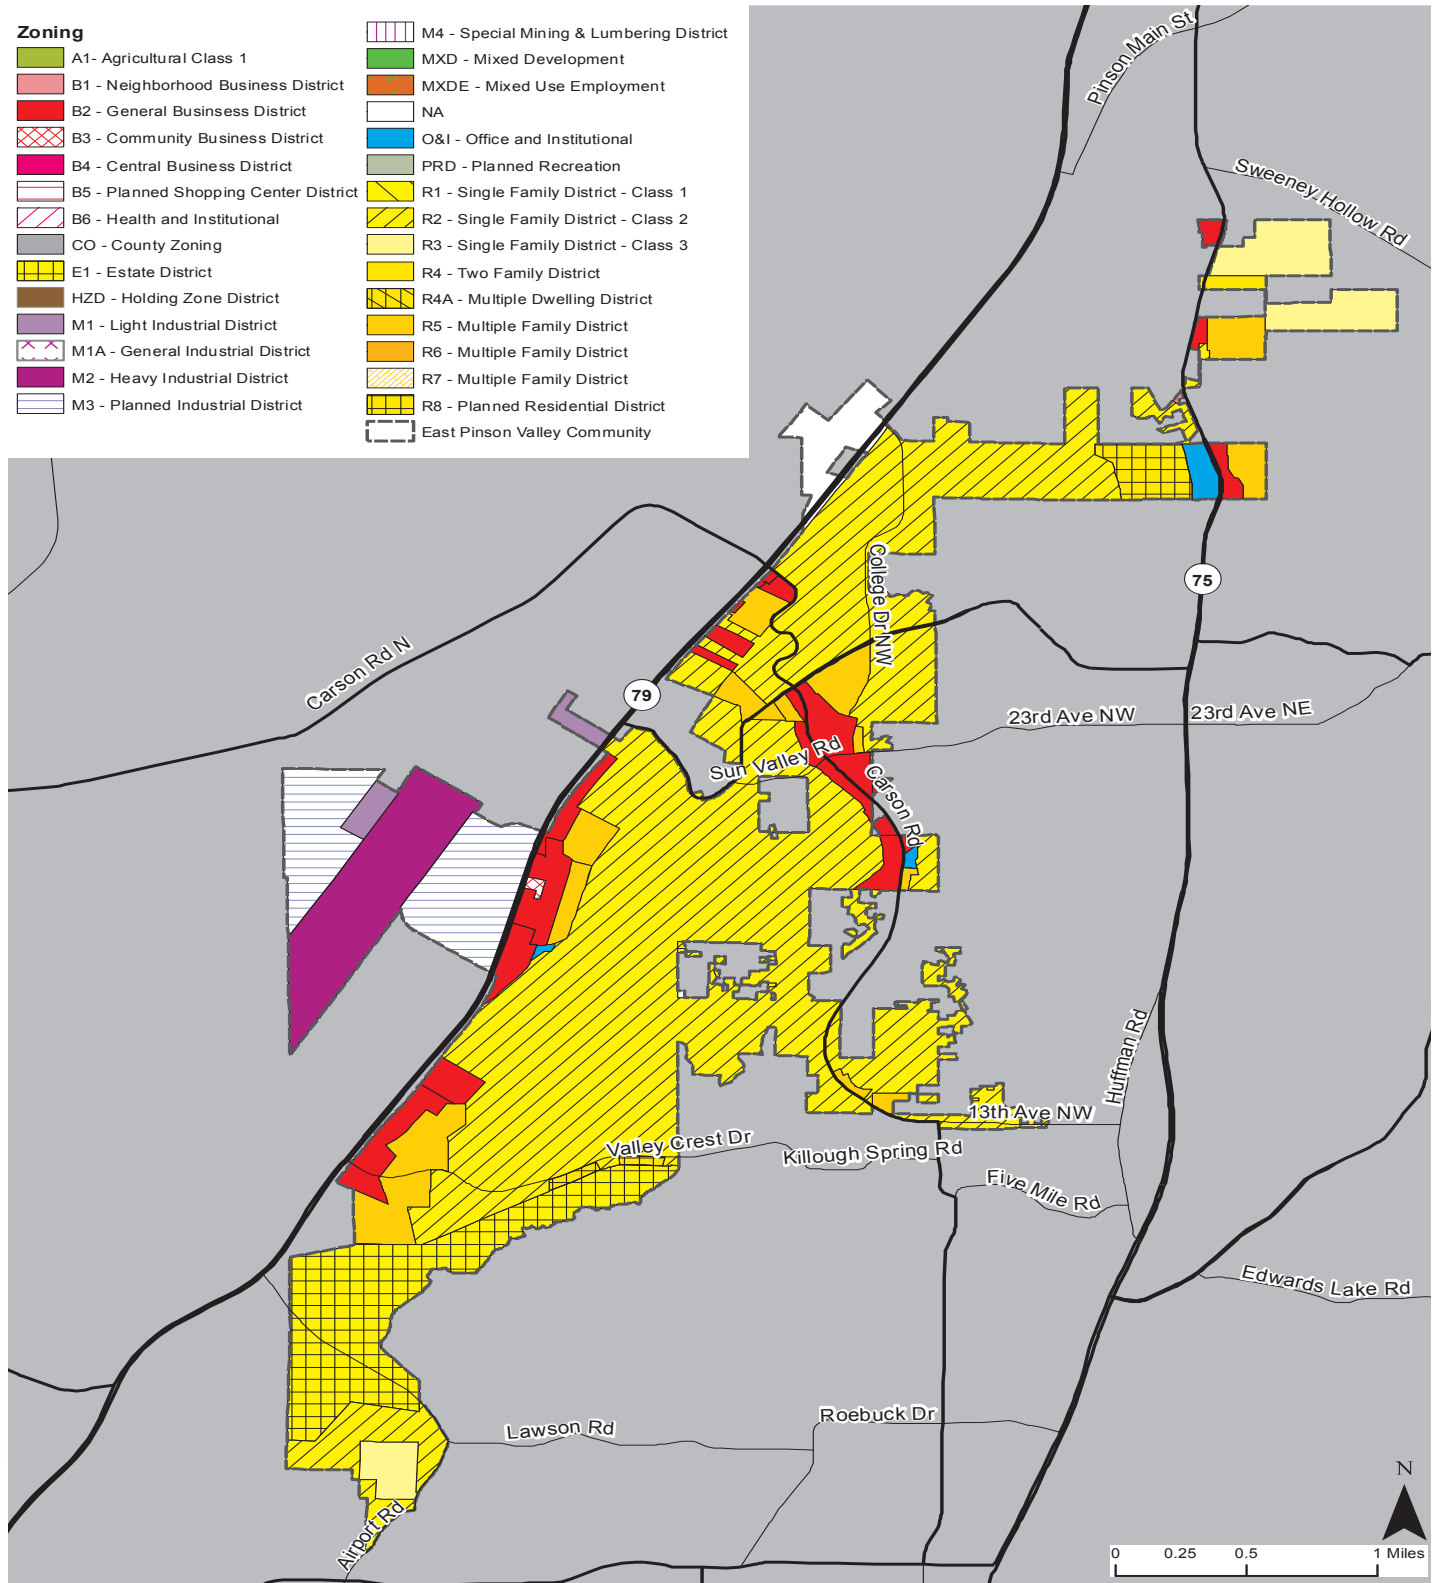 Zoning
A1- Agricultural Class 1
B1 - Neighborhood Business District
B2 - General Businsess District
B3 - Community Business District
B4 - Central Business District
B5 - Planned Shopping Center District
B6 - Health and Institutional
CO - County Zoning
E1 - Estate District
HZD - Holding Zone District
M1 - Light Industrial District
M1A - General Industrial District
M2 - Heavy Industrial District
M3 - Planned Industrial District
M4 - Special Mining & Lumbering District
MXD - Mixed Development
MXDE - Mixed Use Employment
NA
O&I - Office and Institutional
PRD - Planned Recreation
R1 - Single Family District - Class 1
R2 - Single Family District - Class 2
R3 - Single Family District - Class 3
R4 - Two Family District
R4A - Multiple Dwelling District
R5 - Multiple Family District
R6 - Multiple Family District
R7 - Multiple Family District
R8 - Planned Residential District
East Pinson Valley Community
Pinson Main St
Sweeney Hollow Rd
College Dr NW
75
Carson Rd N
79
23rd Ave NW
23rd Ave NE
Sun Valley Rd
Carson Rd
Huffman Rd
13th Ave NW
Valley Crest Dr
Killough Spring Rd
Five Mile Rd
Edwards Lake Rd
Roebuck Dr
Lawson Rd
Airport Rd
N
0 0.25 0.5 1 Miles